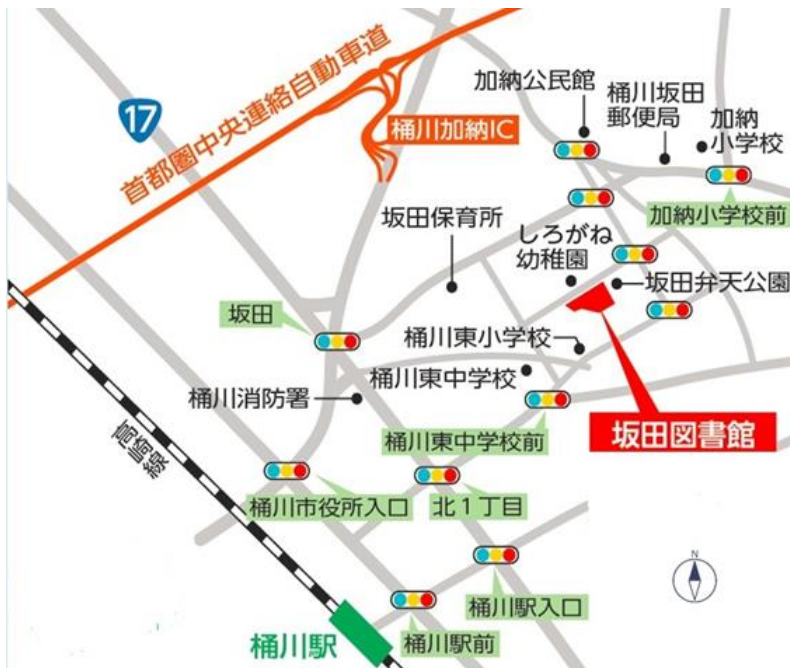 17
首都圏中央連絡自動車道
桶川加納IC
加納公民館
桶川坂田
郵便局
加納
小学校
加納小学校前
坂田保育所
しろがね
幼稚園
坂田弁天公園
坂田
桶川東小学校
桶川東中学校
桶川消防署
坂田図書館
高崎線
桶川東中学校前
桶川市役所入口
北1丁目
N
桶川駅入口
桶川駅前
桶川駅